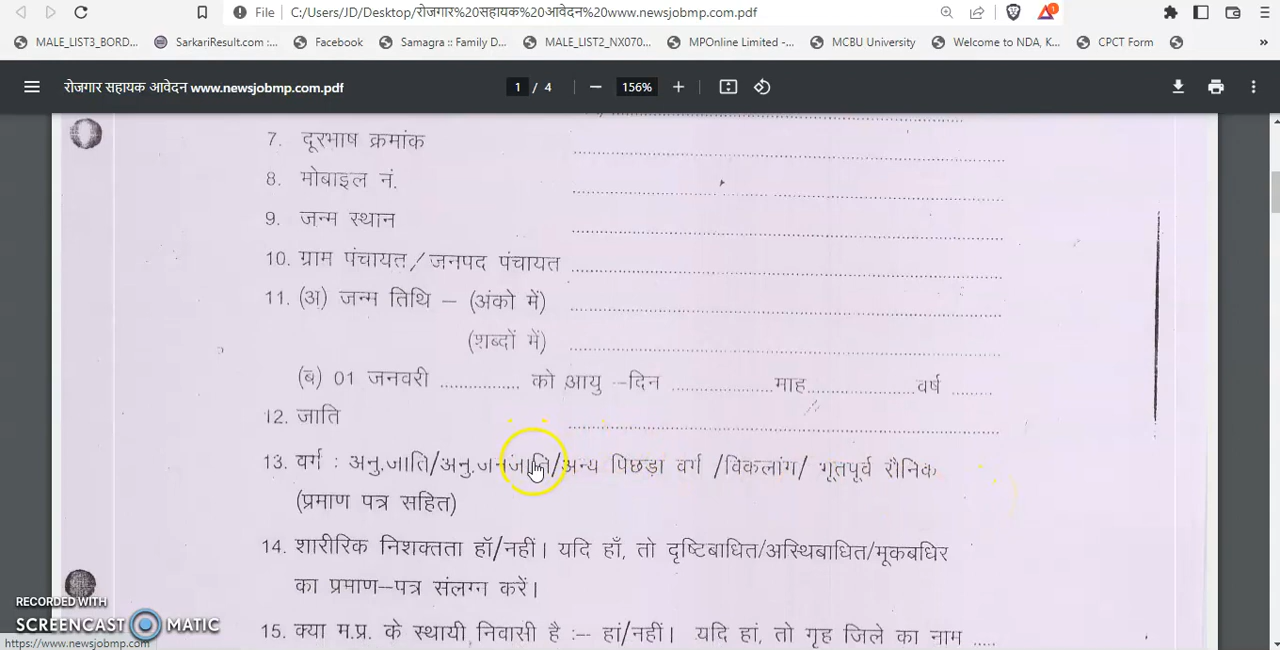 File C:/Users/JD/Desktop/रोजगार%20सहायक%20आवेदन%20www.newsjobmp.com.pdf
MALE_LIST3_BORD... SarkariResult.com :... Facebook Samagra :: Family D... MALE_LIST2_NX070... MPOnline Limited -... MCBU University Welcome to NDA, K... CPCT Form »
रोजगार सहायक आवेदन www.newsjobmp.com.pdf 1 / 4 — 156% +
7. दूरभाष क्रमांक
8. मोबाइल नं.
9. जन्म स्थान
10. ग्राम पंचायत/जनपद पंचायत
11. (अ) जन्म तिथि – (अंको में)
(शब्दों में)
(ब) 01 जनवरी ............... को आयु –दिन ...................माह..................वर्ष .......
12. जाति
13. वर्ग : अनु.जाति/अनु.जनजाति/अन्य पिछड़ा वर्ग /विकलांग/ भूतपूर्व सैनिक
(प्रमाण पत्र सहित)
14. शारीरिक निशक्तता हॉ/नहीं। यदि हाँ, तो दृष्टिबाधित/अस्थिबाधित/मूकबधिर
का प्रमाण–पत्र संलग्न करें।
RECORDED WITH
SCREENCAST MATIC
15. क्या म.प्र. के स्थायी निवासी है :– हां/नहीं। यदि हां, तो गृह जिले का नाम .....
https://www.newsjobmp.com